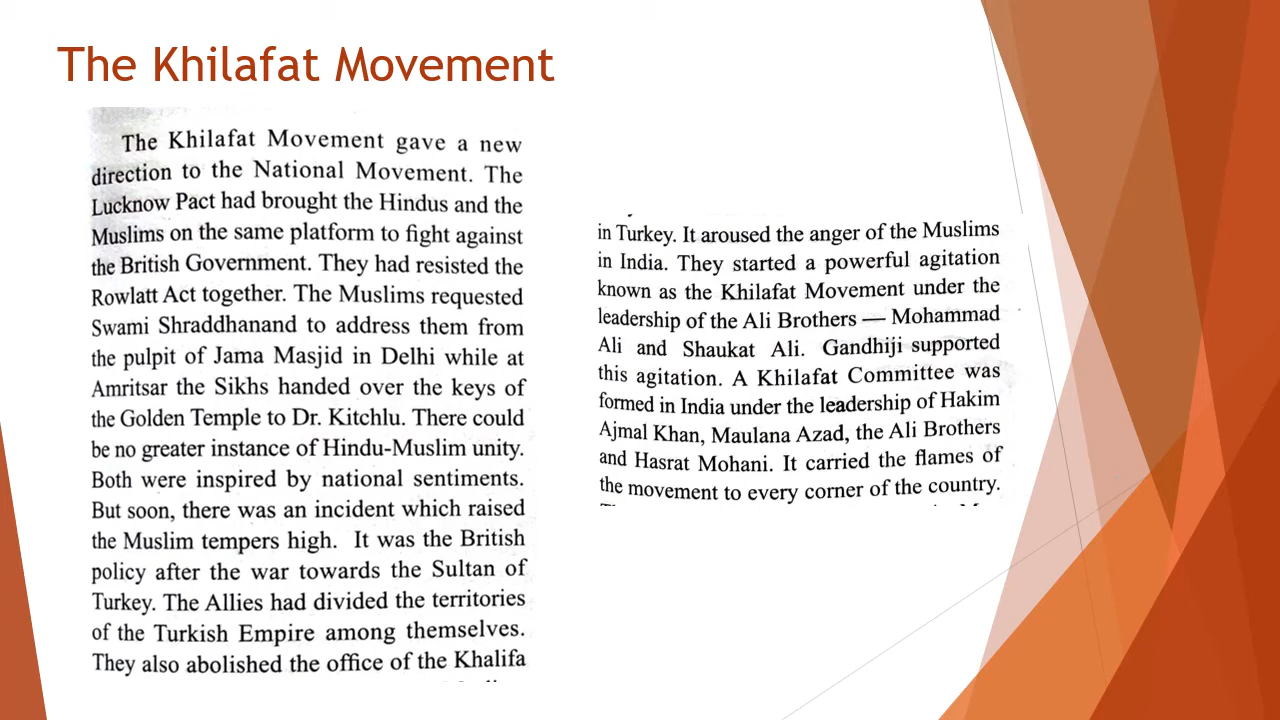 The Khilafat Movement
The Khilafat Movement gave a new
direction to the National Movement. The
Lucknow Pact had brought the Hindus and the
Muslims on the same platform to fight against
the British Government. They had resisted the
Rowlatt Act together. The Muslims requested
Swami Shraddhanand to address them from
the pulpit of Jama Masjid in Delhi while at
Amritsar the Sikhs handed over the keys of
the Golden Temple to Dr. Kitchlu. There could
be no greater instance of Hindu-Muslim unity.
Both were inspired by national sentiments.
But soon, there was an incident which raised
the Muslim tempers high. It was the British
policy after the war towards the Sultan of
Turkey. The Allies had divided the territories
of the Turkish Empire among themselves.
They also abolished the office of the Khalifa
in Turkey. It aroused the anger of the Muslims
in India. They started a powerful agitation
known as the Khilafat Movement under the
leadership of the Ali Brothers — Mohammad
Ali and Shaukat Ali. Gandhiji supported
this agitation. A Khilafat Committee was
formed in India under the leadership of Hakim
Ajmal Khan, Maulana Azad, the Ali Brothers
and Hasrat Mohani. It carried the flames of
the movement to every corner of the country.